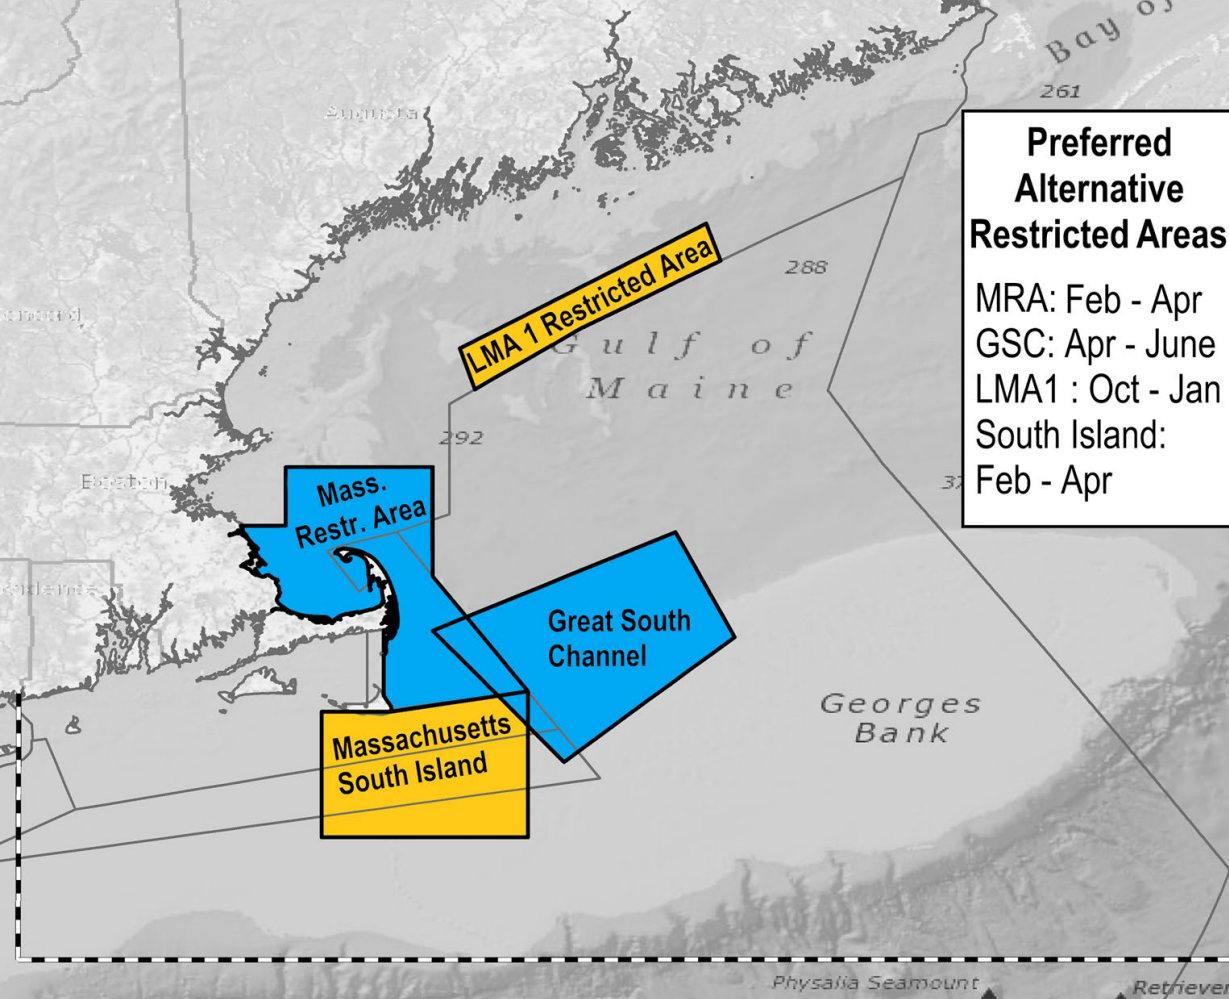 Bay of
261
Augusta
Preferred
Alternative
Restricted Areas
MRA: Feb - Apr
GSC: Apr - June
LMA1 : Oct - Jan
South Island:
Feb - Apr
LMA 1 Restricted Area
288
Gulf of
Maine
292
Boston
Mass.
Restr. Area
Great South
Channel
Georges
Bank
Massachusetts
South Island
Physalia Seamount
Retriever